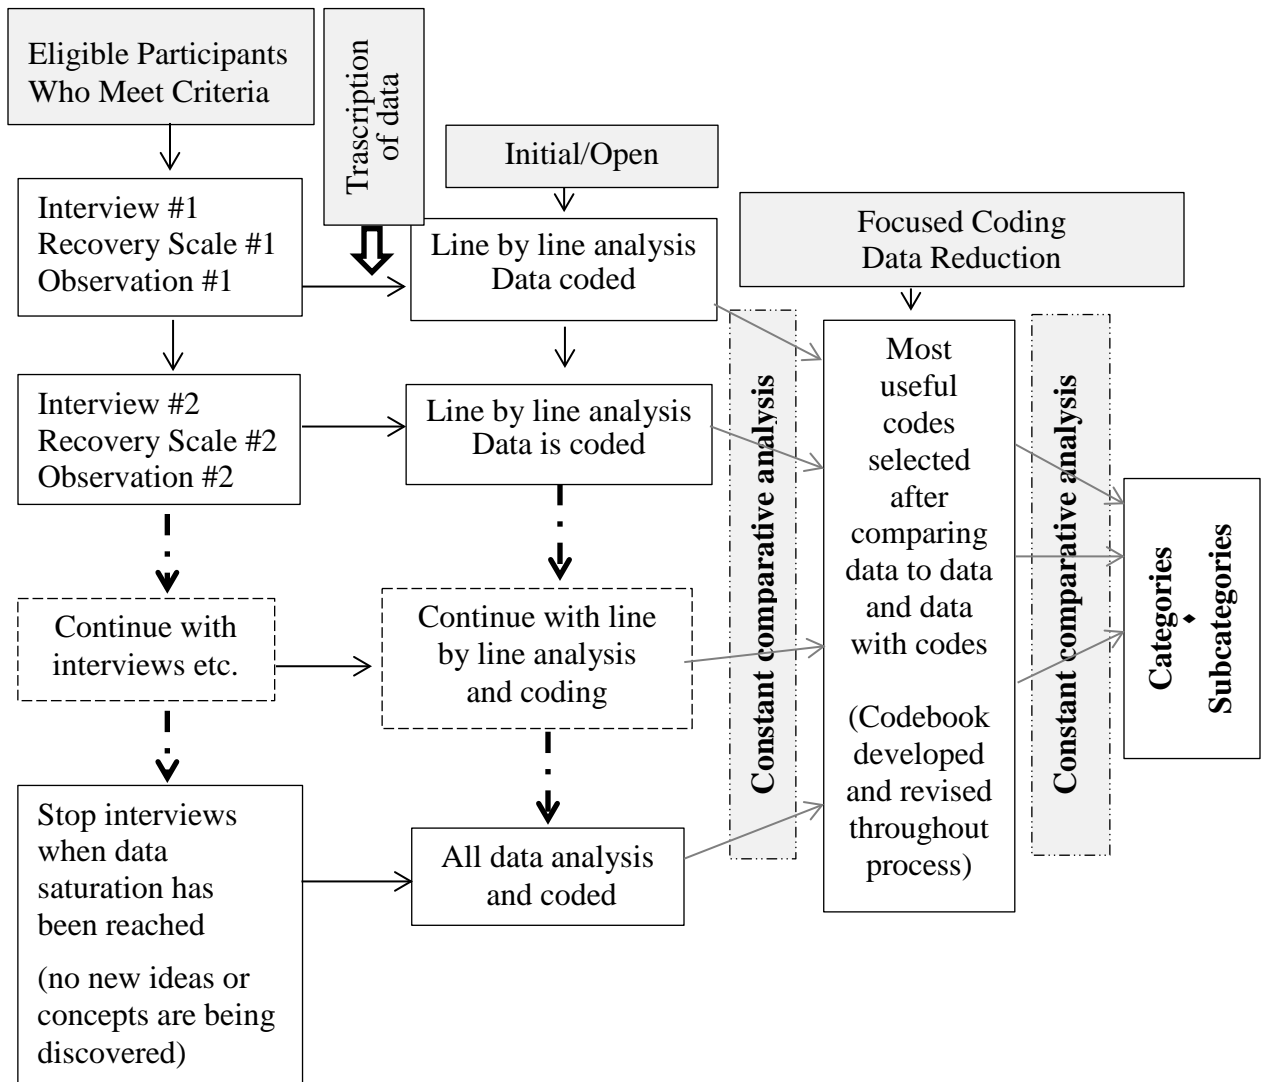 Eligible Participants
Who Meet Criteria
Trascription
of data
Initial/Open
Interview #1
Recovery Scale #1
Observation #1
Line by line analysis
Data coded
Focused Coding
Data Reduction
Interview #2
Recovery Scale #2
Observation #2
Line by line analysis
Data is coded
Continue with
interviews etc.
Continue with line
by line analysis
and coding
Stop interviews
when data
saturation has
been reached
(no new ideas or
concepts are being
discovered)
All data analysis
and coded
Constant comparative analysis
Most
useful
codes
selected
after
comparing
data to data
and data
with codes
(Codebook
developed
and revised
throughout
process)
Constant comparative analysis
Categories
Subcategories